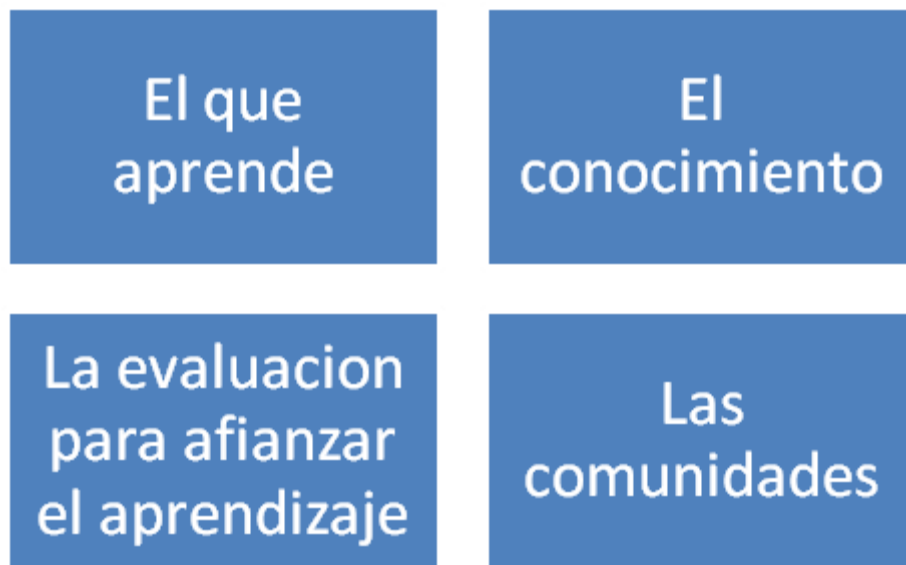 El que
aprende
El
conocimiento
La evaluacion
para afianzar
el aprendizaje
Las
comunidades